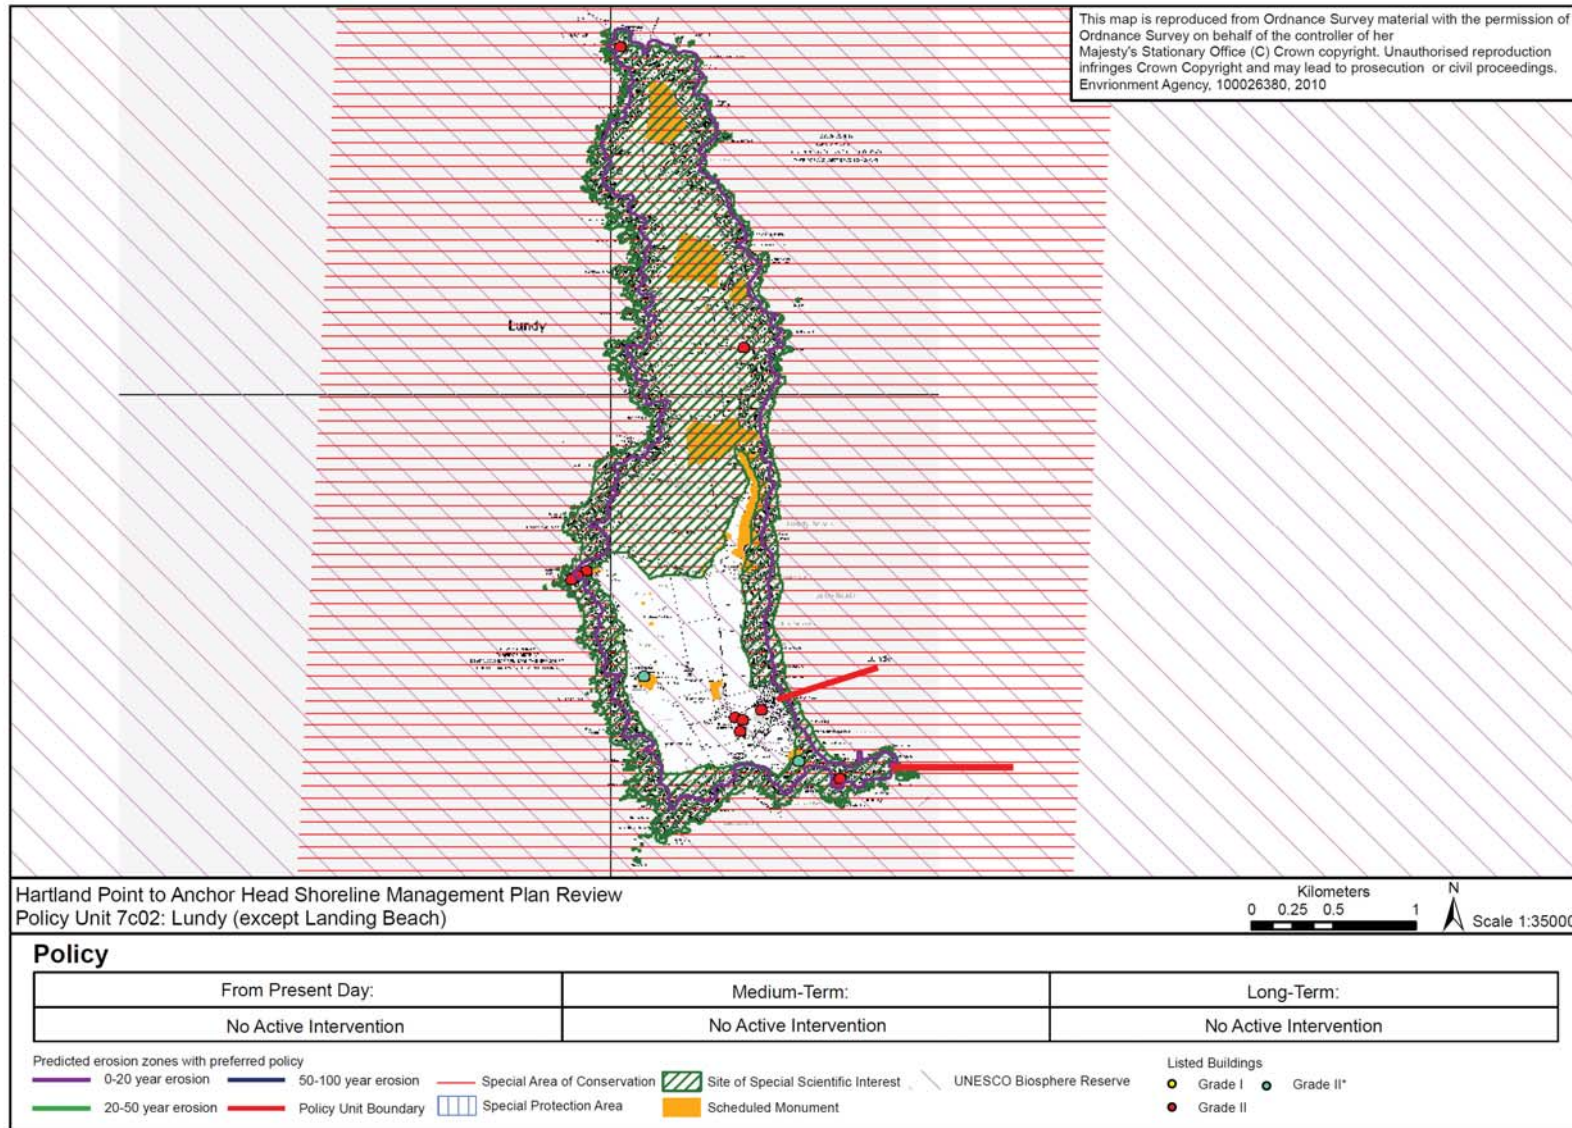 This map is reproduced from Ordnance Survey material with the permission of
Ordnance Survey on behalf of the controller of her
Majesty's Stationary Office (C) Crown copyright. Unauthorised reproduction
infringes Crown Copyright and may lead to prosecution or civil proceedings.
Envrionment Agency, 100026380, 2010
Lundy
Hartland Point to Anchor Head Shoreline Management Plan Review
Policy Unit 7c02: Lundy (except Landing Beach)
Kilometers
0 0.25 0.5 1
N
Scale 1:35000
Policy
From Present Day: Medium-Term: Long-Term:
No Active Intervention No Active Intervention No Active Intervention
Predicted erosion zones with preferred policy
0-20 year erosion 50-100 year erosion Special Area of Conservation Site of Special Scientific Interest UNESCO Biosphere Reserve
20-50 year erosion Policy Unit Boundary Special Protection Area Scheduled Monument
Listed Buildings
Grade I Grade II*
Grade II